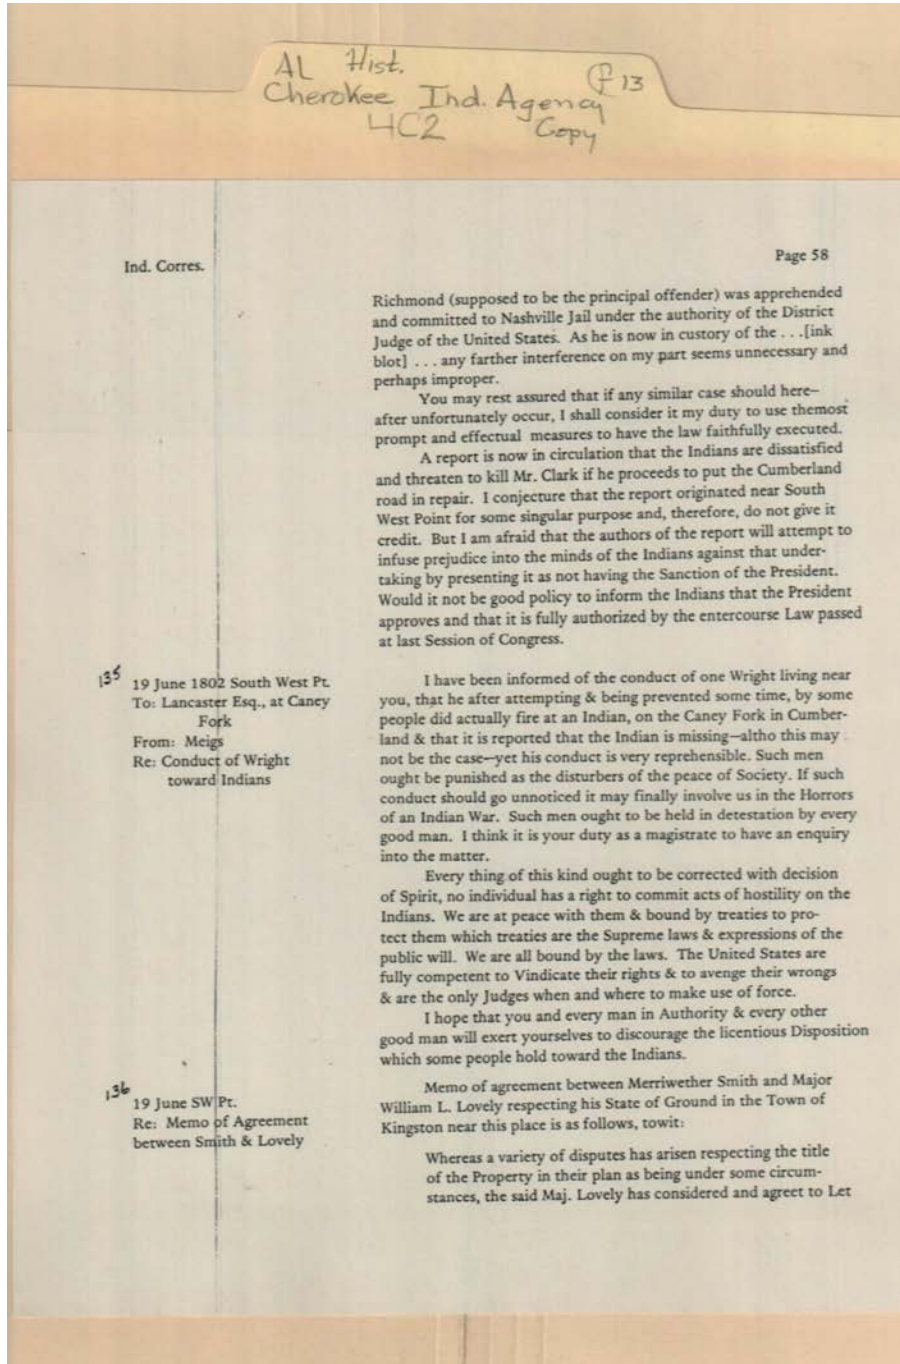 AL Hist.
Cherokee Ind. Agency f 13
4C2 Copy
Ind. Corres.
Page 58
Richmond (supposed to be the principal offender) was apprehended
and committed to Nashville Jail under the authority of the District
Judge of the United States. As he is now in custory of the . . .[ink
blot] . . . any farther interference on my part seems unnecessary and
perhaps improper.
You may rest assured that if any similar case should here—
after unfortunately occur, I shall consider it my duty to use themost
prompt and effectual measures to have the law faithfully executed.
A report is now in circulation that the Indians are dissatisfied
and threaten to kill Mr. Clark if he proceeds to put the Cumberland
road in repair. I conjecture that the report originated near South
West Point for some singular purpose and, therefore, do not give it
credit. But I am afraid that the authors of the report will attempt to
infuse prejudice into the minds of the Indians against that under-
taking by presenting it as not having the Sanction of the President.
Would it not be good policy to inform the Indians that the President
approves and that it is fully authorized by the entercourse Law passed
at last Session of Congress.
135
19 June 1802 South West Pt.
To: Lancaster Esq., at Caney
Fork
From: Meigs
Re: Conduct of Wright
toward Indians
I have been informed of the conduct of one Wright living near
you, that he after attempting & being prevented some time, by some
people did actually fire at an Indian, on the Caney Fork in Cumber-
land & that it is reported that the Indian is missing—altho this may
not be the case—yet his conduct is very reprehensible. Such men
ought be punished as the disturbers of the peace of Society. If such
conduct should go unnoticed it may finally involve us in the Horrors
of an Indian War. Such men ought to be held in detestation by every
good man. I think it is your duty as a magistrate to have an enquiry
into the matter.
Every thing of this kind ought to be corrected with decision
of Spirit, no individual has a right to commit acts of hostility on the
Indians. We are at peace with them & bound by treaties to pro-
tect them which treaties are the Supreme laws & expressions of the
public will. We are all bound by the laws. The United States are
fully competent to Vindicate their rights & to avenge their wrongs
& are the only Judges when and where to make use of force.
I hope that you and every man in Authority & every other
good man will exert yourselves to discourage the licentious Disposition
which some people hold toward the Indians.
136
19 June SW Pt.
Re: Memo of Agreement
between Smith & Lovely
Memo of agreement between Merriwether Smith and Major
William L. Lovely respecting his State of Ground in the Town of
Kingston near this place is as follows, towit:
Whereas a variety of disputes has arisen respecting the title
of the Property in their plan as being under some circum-
stances, the said Maj. Lovely has considered and agreet to Let